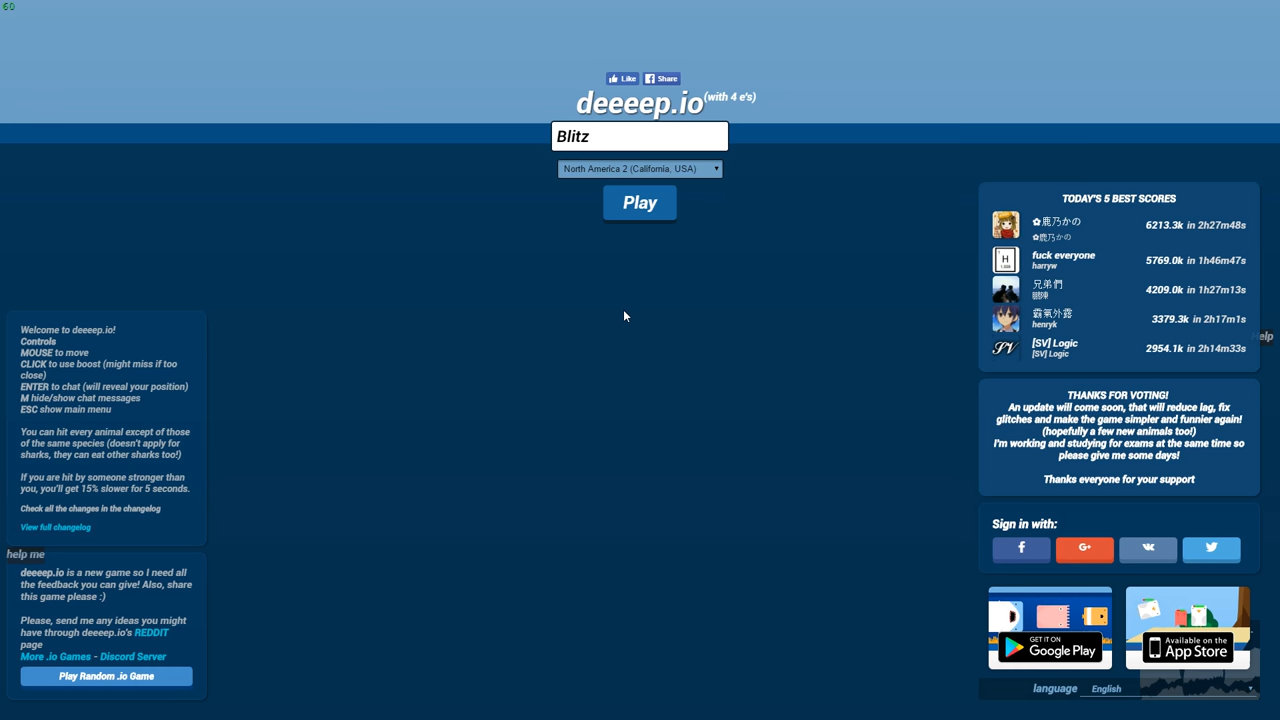 60
Like
Share
deeeep.io(with 4 e's)
Blitz
North America 2 (California, USA)
Play
TODAY'S 5 BEST SCORES
✿鹿乃かの
6213.3k in 2h27m48s
✿鹿乃かの
fuck everyone
5769.0k in 1h46m47s
harryw
兄弟們
4209.0k in 1h27m13s
霸氣外露
3379.3k in 2h17m1s
henryk
[SV] Logic
2954.1k in 2h14m33s
[SV] Logic
H
SV
Help
Welcome to deeeep.io!
Controls
MOUSE to move
CLICK to use boost (might miss if too
close)
ENTER to chat (will reveal your position)
M hide/show chat messages
ESC show main menu
You can hit every animal except of those
of the same species (doesn't apply for
sharks, they can eat other sharks too!)
If you are hit by someone stronger than
you, you'll get 15% slower for 5 seconds.
Check all the changes in the changelog
View full changelog
help me
deeeep.io is a new game so I need all
the feedback you can give! Also, share
this game please :)
Please, send me any ideas you might
have through deeeep.io's REDDIT
page
More .io Games - Discord Server
Play Random .io Game
THANKS FOR VOTING!
An update will come soon, that will reduce lag, fix
glitches and make the game simpler and funnier again!
(hopefully a few new animals too!)
I'm working and studying for exams at the same time so
please give me some days!
Thanks everyone for your support
Sign in with:
GET IT ON
Google Play
Available on the
App Store
language English